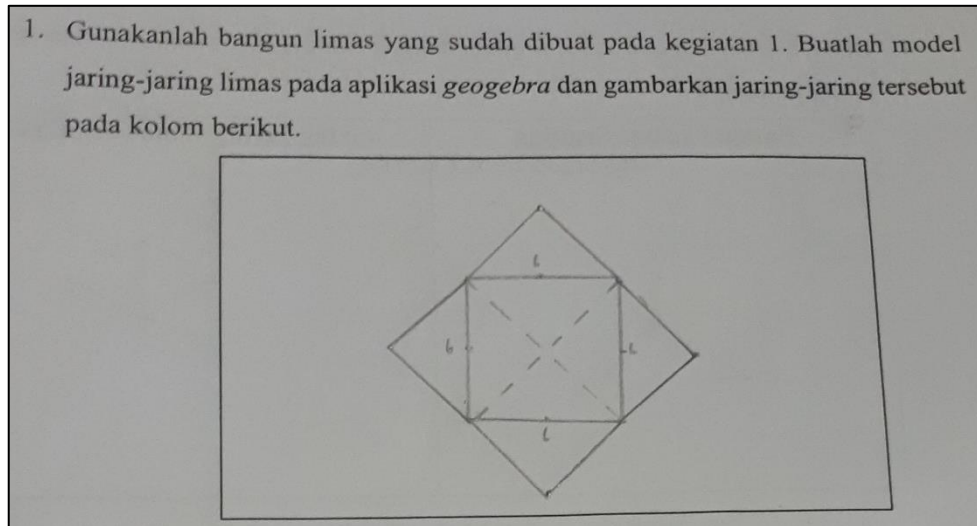 1. Gunakanlah bangun limas yang sudah dibuat pada kegiatan 1. Buatlah model
jaring-jaring limas pada aplikasi geogebra dan gambarkan jaring-jaring tersebut
pada kolom berikut.